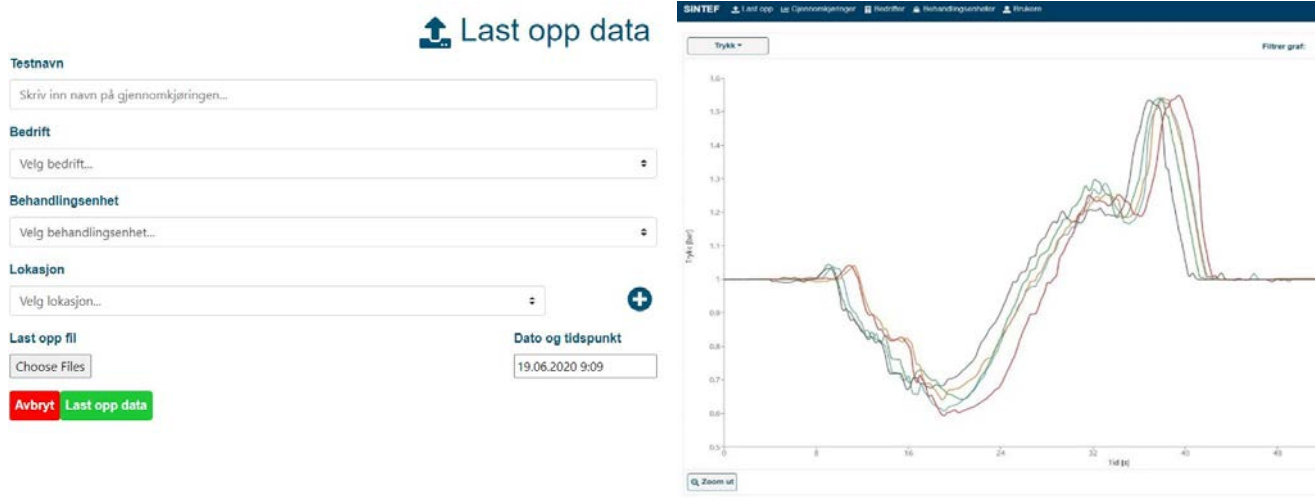 Last opp data
Testnavn
Skriv inn navn på gjennomkjøringen...
Bedrift
Velg bedrift...
Behandlingsenhet
Velg behandlingsenhet...
Lokasjon
Velg lokasjon...
Last opp fil
Dato og tidspunkt
Choose Files
19.06.2020 9:09
Avbryt Last opp data
SINTEF Last opp Gjennomkjøringer Bedrifter Behandlingsenheter
Trykk
Filtrer graf:
1.6
1.5
1.4
1.3
1.2
1.1
1
0.9
0.8
0.7
0.6
0.5
Trykk [bar]
0 8 16 24 32 40 48
Tid [s]
Zoom ut